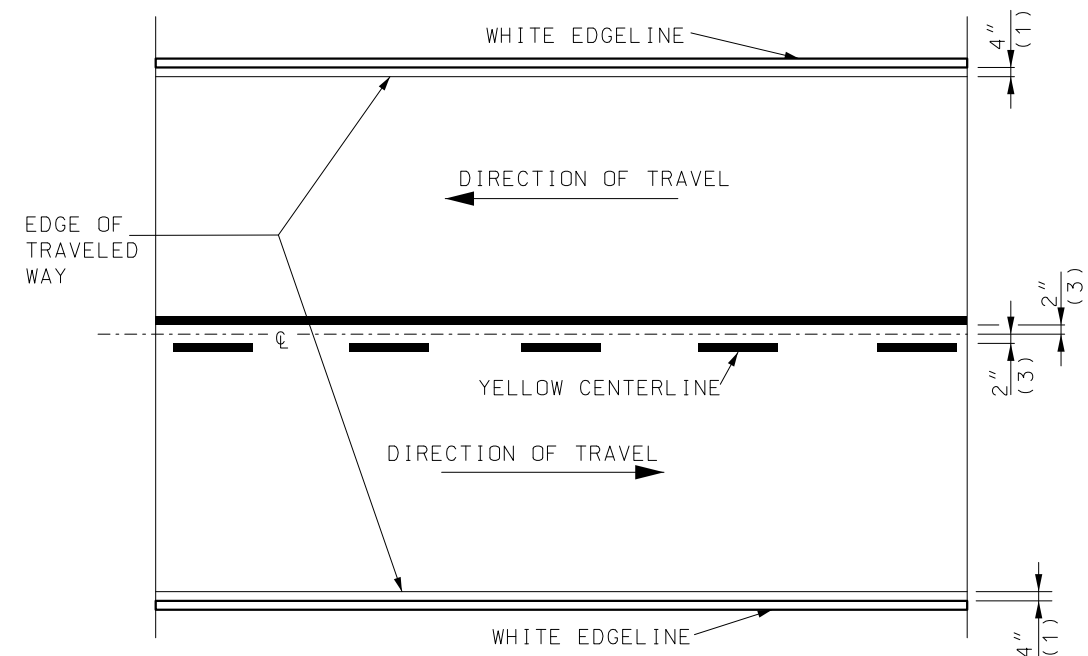 WHITE EDGELINE
4"
(1)
DIRECTION OF TRAVEL
EDGE OF
TRAVELED
WAY
2"
(3)
℄
2"
(3)
YELLOW CENTERLINE
DIRECTION OF TRAVEL
WHITE EDGELINE
4"
(1)